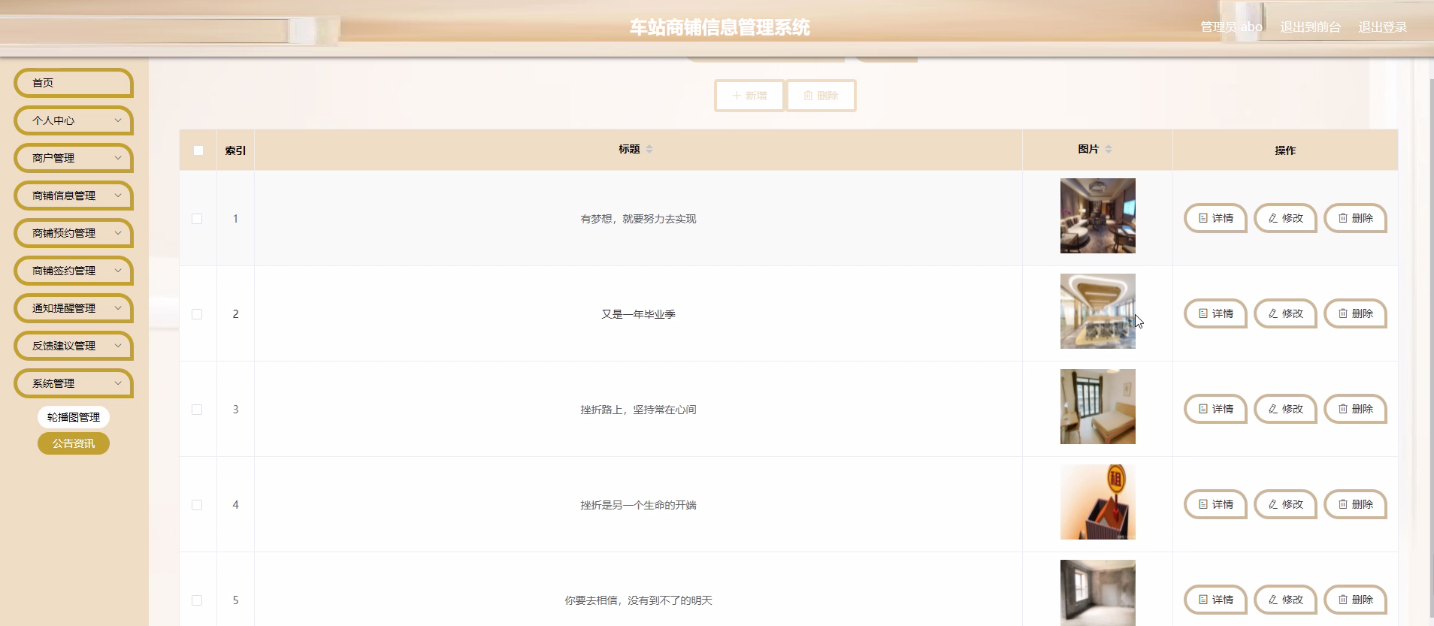 车站商铺信息管理系统
管理员 abo 退出到前台 退出登录
首页
个人中心
商户管理
商铺信息管理
商铺预约管理
商铺签约管理
通知提醒管理
反馈建议管理
系统管理
轮播图管理
公告资讯
新增 删除
索引 标题 图片 操作
1 有梦想，就要努力去实现 详情 修改 删除
2 又是一年毕业季 详情 修改 删除
3 挫折路上，坚持常在心间 详情 修改 删除
4 挫折是另一个生命的开端 租 详情 修改 删除
5 你要去相信，没有到不了的明天 详情 修改 删除